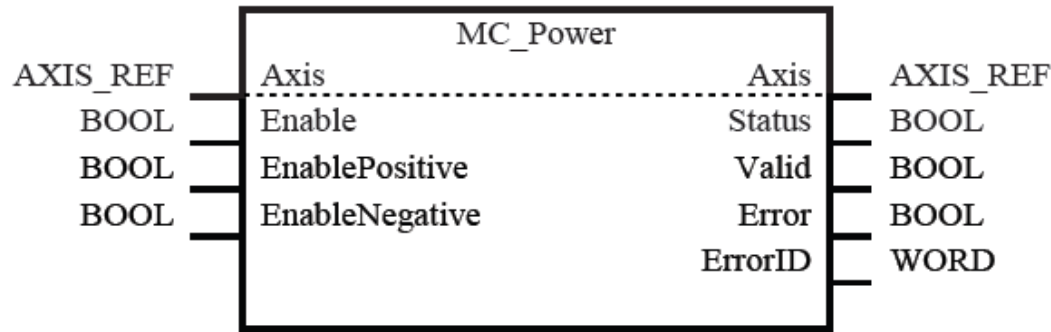 MC_Power
AXIS_REF Axis Axis AXIS_REF
BOOL Enable Status BOOL
BOOL EnablePositive Valid BOOL
BOOL EnableNegative Error BOOL
ErrorID WORD